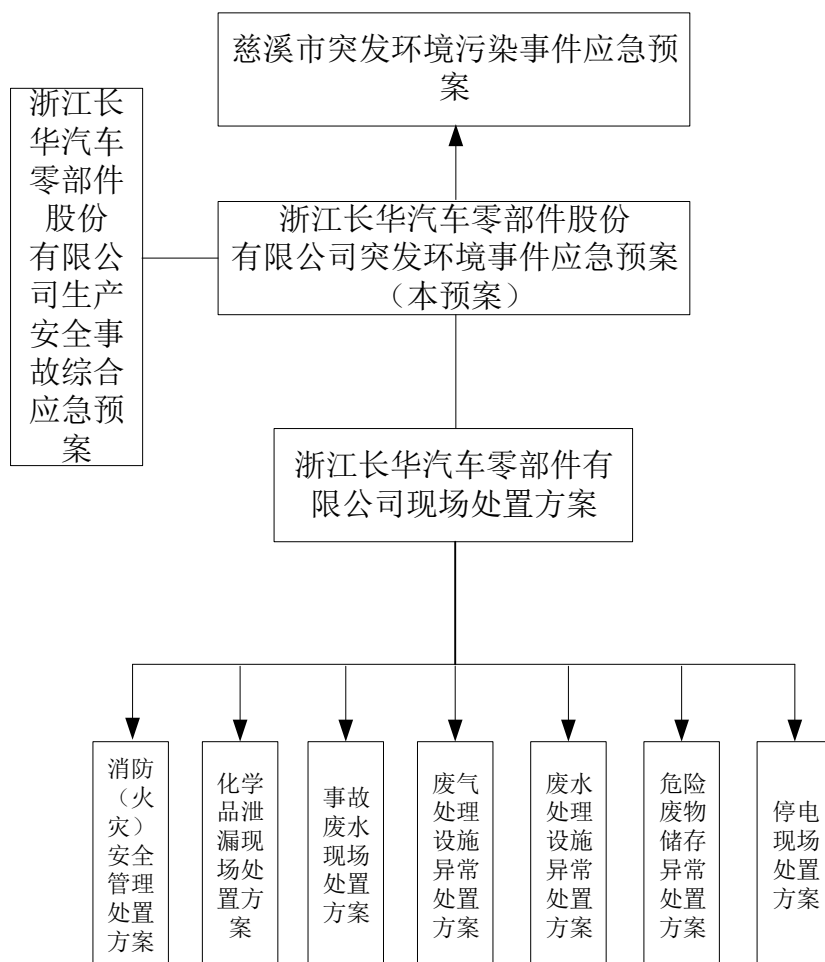 慈溪市突发环境污染事件应急预
案
浙江长
华汽车
零部件
股份
有限公
司生产
安全事
故综合
应急预
案
浙江长华汽车零部件股份
有限公司突发环境事件应急预案
（本预案）
浙江长华汽车零部件有
限公司现场处置方案
消防
（火
灾）
安全
管理
处置
方案
化学
品泄
漏现
场处
置方
案
事故
废水
现场
处置
方案
废气
处理
设施
异常
处置
方案
废水
处理
设施
异常
处置
方案
危险
废物
储存
异常
处置
方案
停电
现场
处置
方案